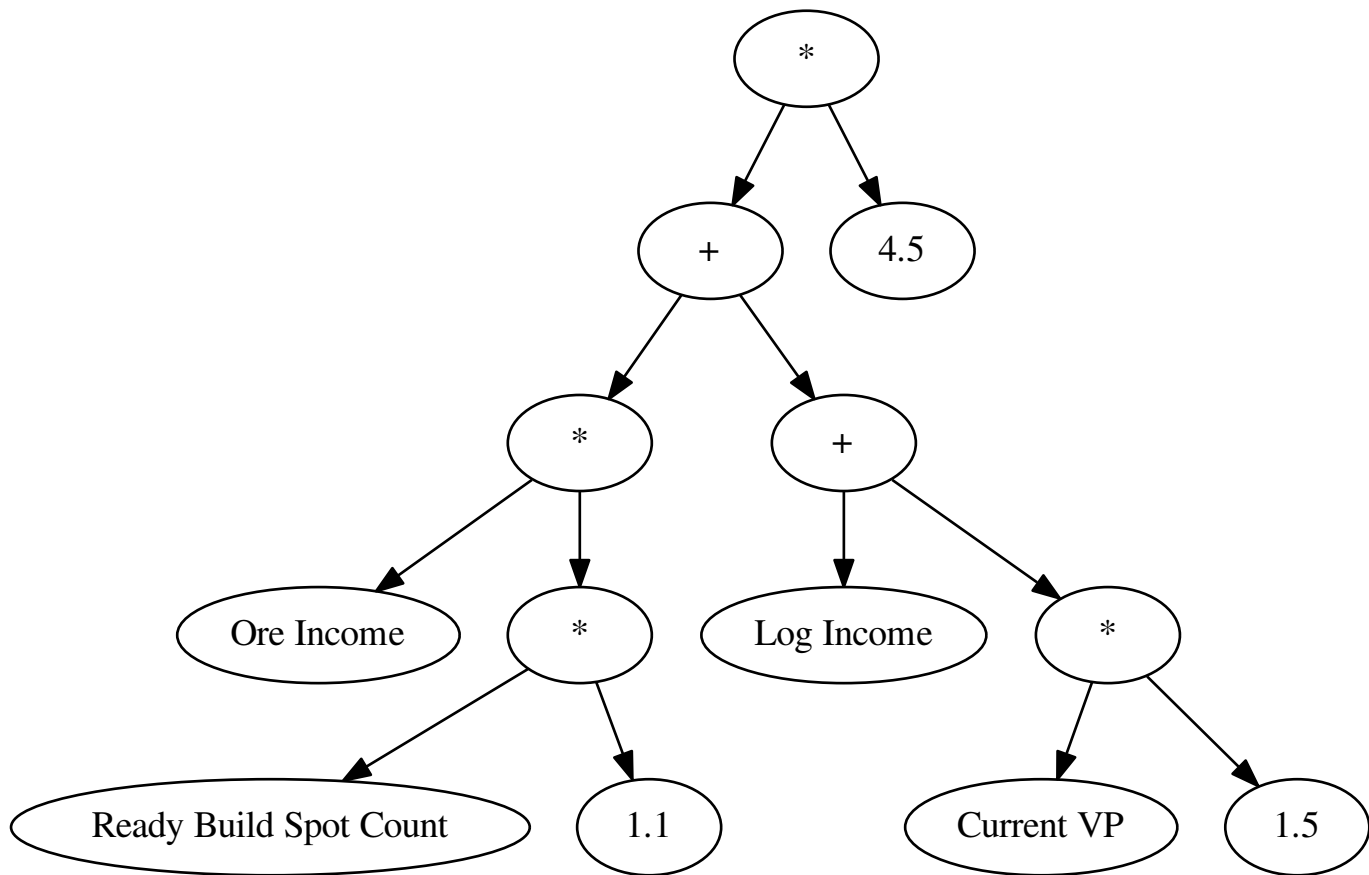 *
+
4.5
*
+
Ore Income
*
Log Income
*
Ready Build Spot Count
1.1
Current VP
1.5